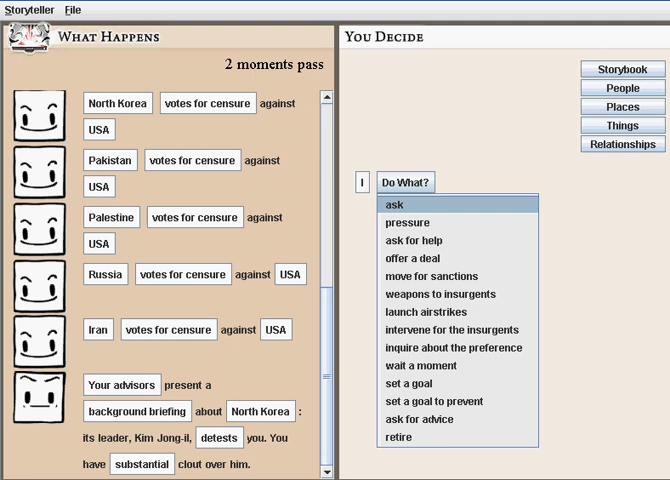 Storyteller File
WHAT HAPPENS
2 moments pass
North Korea votes for censure against
USA
Pakistan votes for censure against
USA
Palestine votes for censure against
USA
Russia votes for censure against USA
Iran votes for censure against USA
Your advisors present a
background briefing about North Korea :
its leader, Kim Jong-il, detests you. You
have substantial clout over him.
YOU DECIDE
Storybook
People
Places
Things
Relationships
I Do What?
ask
pressure
ask for help
offer a deal
move for sanctions
weapons to insurgents
launch airstrikes
intervene for the insurgents
inquire about the preference
wait a moment
set a goal
set a goal to prevent
ask for advice
retire